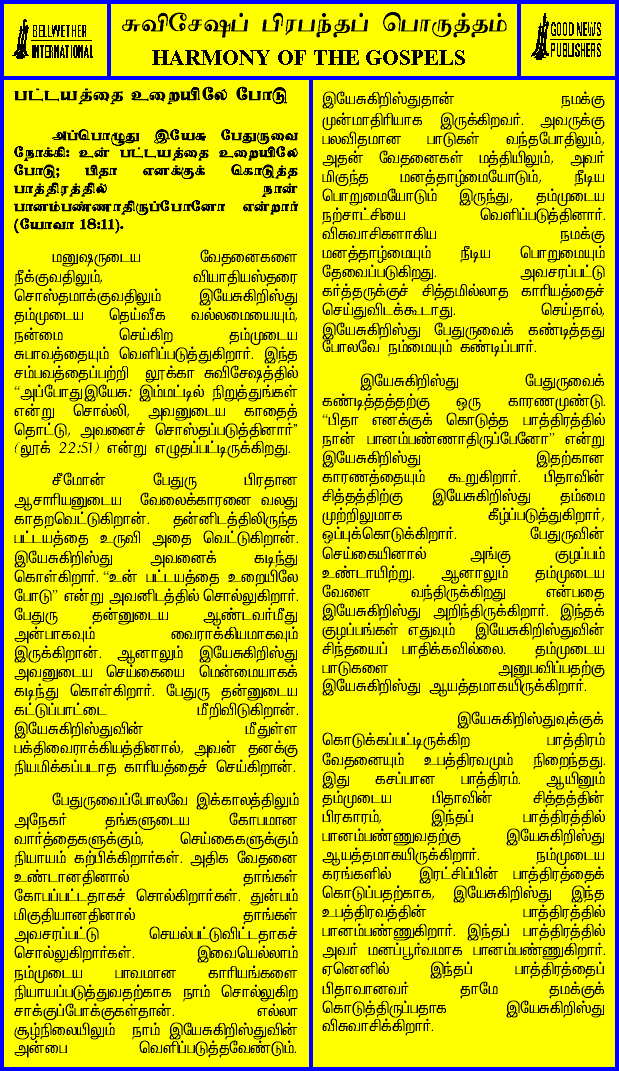 BELLWETHER
INTERNATIONAL
சுவிசேஷப் பிரபந்தப் பொருத்தம்
HARMONY OF THE GOSPELS
GOOD NEWS
PUBLISHERS
பட்டயத்தை உறையிலே போடு
அப்பொழுது இயேசு பேதுருவை
நோக்கி: உன் பட்டயத்தை உறையிலே
போடு; பிதா எனக்குக் கொடுத்த
பாத்திரத்தில் நான்
பானம்பண்ணாதிருப்பேனோ என்றார்
(யோவா 18:11).
மனுஷருடைய வேதனைகளை
நீக்குவதிலும், வியாதியஸ்தரை
சொஸ்தமாக்குவதிலும் இயேசுகிறிஸ்து
தம்முடைய தெய்வீக வல்லமையையும்,
நன்மை செய்கிற தம்முடைய
சுபாவத்தையும் வெளிப்படுத்துகிறார். இந்த
சம்பவத்தைப்பற்றி லூக்கா சுவிசேஷத்தில்
“அப்போதுஇயேசு: இம்மட்டில் நிறுத்துங்கள்
என்று சொல்லி, அவனுடைய காதைத்
தொட்டு, அவனைச் சொஸ்தப்படுத்தினார்”
(லூக் 22:51) என்று எழுதப்பட்டிருக்கிறது.
சீமோன் பேதுரு பிரதான
ஆசாரியனுடைய வேலைக்காரனை வலது
காதறவெட்டுகிறான். தன்னிடத்திலிருந்த
பட்டயத்தை உருவி அதை வெட்டுகிறான்.
இயேசுகிறிஸ்து அவனைக் கடிந்து
கொள்கிறார். “உன் பட்டயத்தை உறையிலே
போடு” என்று அவனிடத்தில் சொல்லுகிறார்.
பேதுரு தன்னுடைய ஆண்டவர்மீது
அன்பாகவும் வைராக்கியமாகவும்
இருக்கிறான். ஆனாலும் இயேசுகிறிஸ்து
அவனுடைய செய்கையை மென்மையாகக்
கடிந்து கொள்கிறார். பேதுரு தன்னுடைய
கட்டுப்பாட்டை மீறிவிடுகிறான்.
இயேசுகிறிஸ்துவின் மீதுள்ள
பக்திவைராக்கியத்தினால், அவன் தனக்கு
நியமிக்கப்படாத காரியத்தைச் செய்கிறான்.
பேதுருவைப்போலவே இக்காலத்திலும்
அநேகர் தங்களுடைய கோபமான
வார்த்தைகளுக்கும், செய்கைகளுக்கும்
நியாயம் கற்பிக்கிறார்கள். அதிக வேதனை
உண்டானதினால் தாங்கள்
கோபப்பட்டதாகச் சொல்கிறார்கள். துன்பம்
மிகுதியானதினால் தாங்கள்
அவசரப்பட்டு செயல்பட்டுவிட்டதாகச்
சொல்லுகிறார்கள். இவையெல்லாம்
நம்முடைய பாவமான காரியங்களை
நியாயப்படுத்துவதற்காக நாம் சொல்லுகிற
சாக்குப்போக்குகள்தான். எல்லா
சூழ்நிலையிலும் நாம் இயேசுகிறிஸ்துவின்
அன்பை வெளிப்படுத்தவேண்டும்.
இயேசுகிறிஸ்துதான் நமக்கு
முன்மாதிரியாக இருக்கிறவர். அவருக்கு
பலவிதமான பாடுகள் வந்தபோதிலும்,
அதன் வேதனைகள் மத்தியிலும், அவர்
மிகுந்த மனத்தாழ்மையோடும், நீடிய
பொறுமையோடும் இருந்து, தம்முடைய
நற்சாட்சியை வெளிப்படுத்தினார்.
விசுவாசிகளாகிய நமக்கு
மனத்தாழ்மையும் நீடிய பொறுமையும்
தேவைப்படுகிறது. அவசரப்பட்டு
கர்த்தருக்குச் சித்தமில்லாத காரியத்தைச்
செய்துவிடக்கூடாது. செய்தால்,
இயேசுகிறிஸ்து பேதுருவைக் கண்டித்தது
போலவே நம்மையும் கண்டிப்பார்.
இயேசுகிறிஸ்து பேதுருவைக்
கண்டித்தத்தற்கு ஒரு காரணமுண்டு.
“பிதா எனக்குக் கொடுத்த பாத்திரத்தில்
நான் பானம்பண்ணாதிருப்பேனோ” என்று
இயேசுகிறிஸ்து இதற்கான
காரணத்தையும் கூறுகிறார். பிதாவின்
சித்தத்திற்கு இயேசுகிறிஸ்து தம்மை
முற்றிலுமாக கீழ்ப்படுத்துகிறார்,
ஒப்புக்கொடுக்கிறார். பேதுருவின்
செய்கையினால் அங்கு குழப்பம்
உண்டாயிற்று. ஆனாலும் தம்முடைய
வேளை வந்திருக்கிறது என்பதை
இயேசுகிறிஸ்து அறிந்திருக்கிறார். இந்தக்
குழப்பங்கள் எதுவும் இயேசுகிறிஸ்துவின்
சிந்தையைப் பாதிக்கவில்லை. தம்முடைய
பாடுகளை அனுபவிப்பதற்கு
இயேசுகிறிஸ்து ஆயத்தமாகயிருக்கிறார்.
இயேசுகிறிஸ்துவுக்குக்
கொடுக்கப்பட்டிருக்கிற பாத்திரம்
வேதனையும் உபத்திரவமும் நிறைந்தது.
இது கசப்பான பாத்திரம். ஆயினும்
தம்முடைய பிதாவின் சித்தத்தின்
பிரகாரம், இந்தப் பாத்திரத்தில்
பானம்பண்ணுவதற்கு இயேசுகிறிஸ்து
ஆயத்தமாகயிருக்கிறார். நம்முடைய
கரங்களில் இரட்சிப்பின் பாத்திரத்தைக்
கொடுப்பதற்காக, இயேசுகிறிஸ்து இந்த
உபத்திரவத்தின் பாத்திரத்தில்
பானம்பண்ணுகிறார். இந்தப் பாத்திரத்தில்
அவர் மனப்பூர்வமாக பானம்பண்ணுகிறார்.
ஏனெனில் இந்தப் பாத்திரத்தைப்
பிதாவானவர் தாமே தமக்குக்
கொடுத்திருப்பதாக இயேசுகிறிஸ்து
விசுவாசிக்கிறார்.